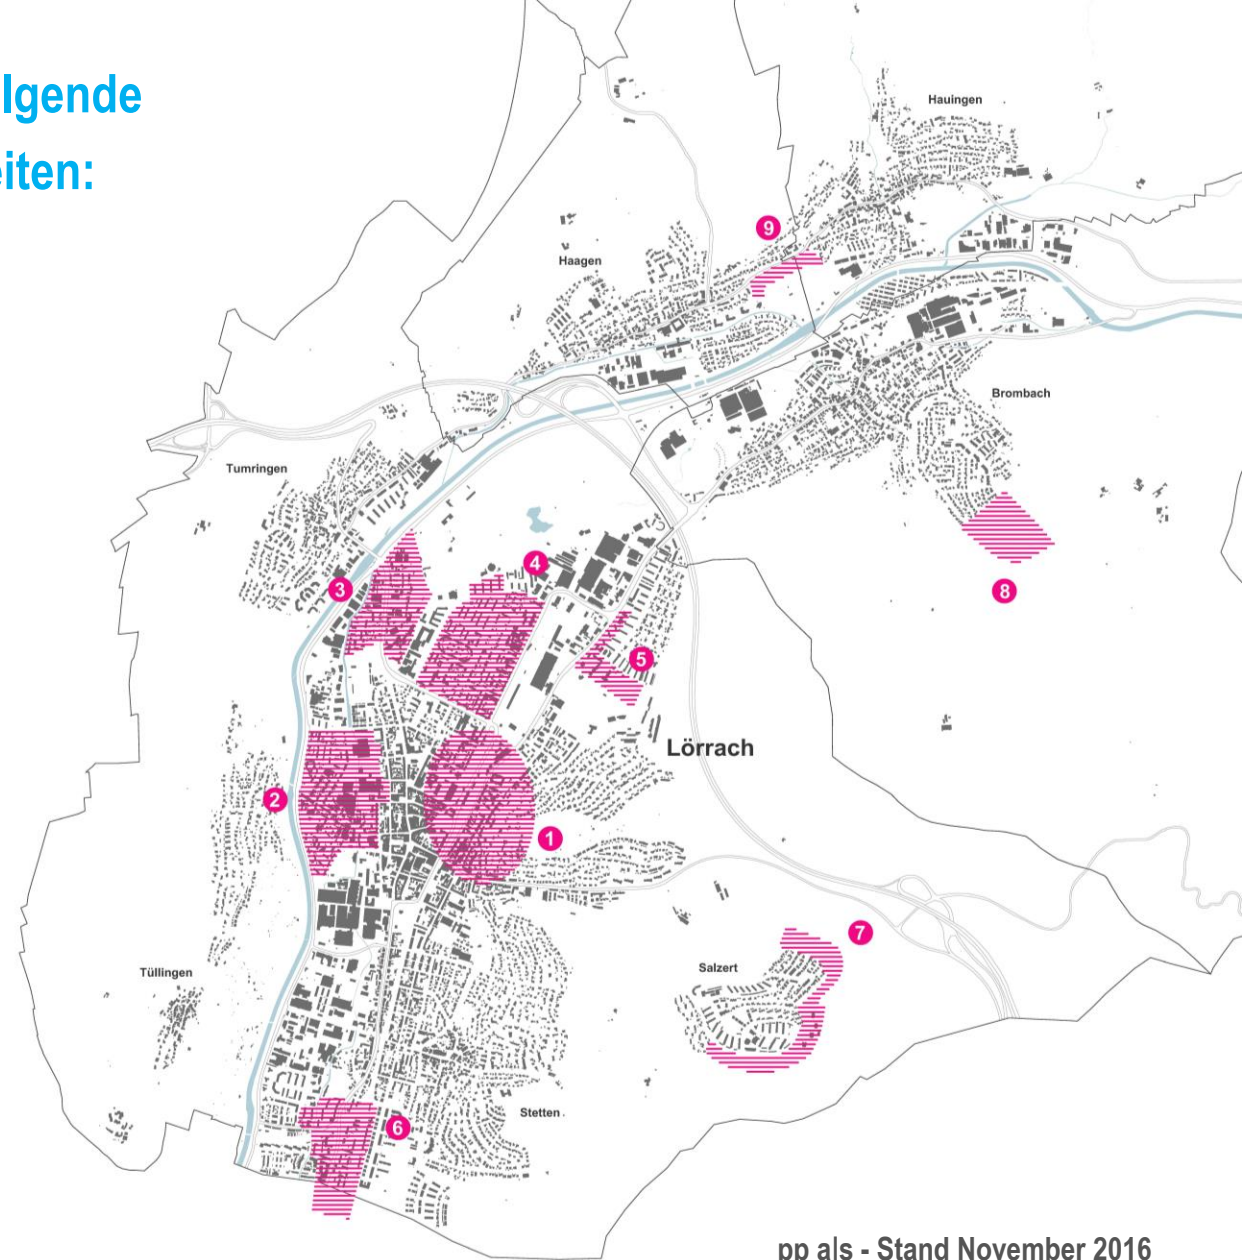 lgende
eiten:
Hauingen
9
Haagen
Brombach
Tumringen
4
3
8
5
Lörrach
2
1
7
Salzert
Tüllingen
Stetten
6
pp als - Stand November 2016